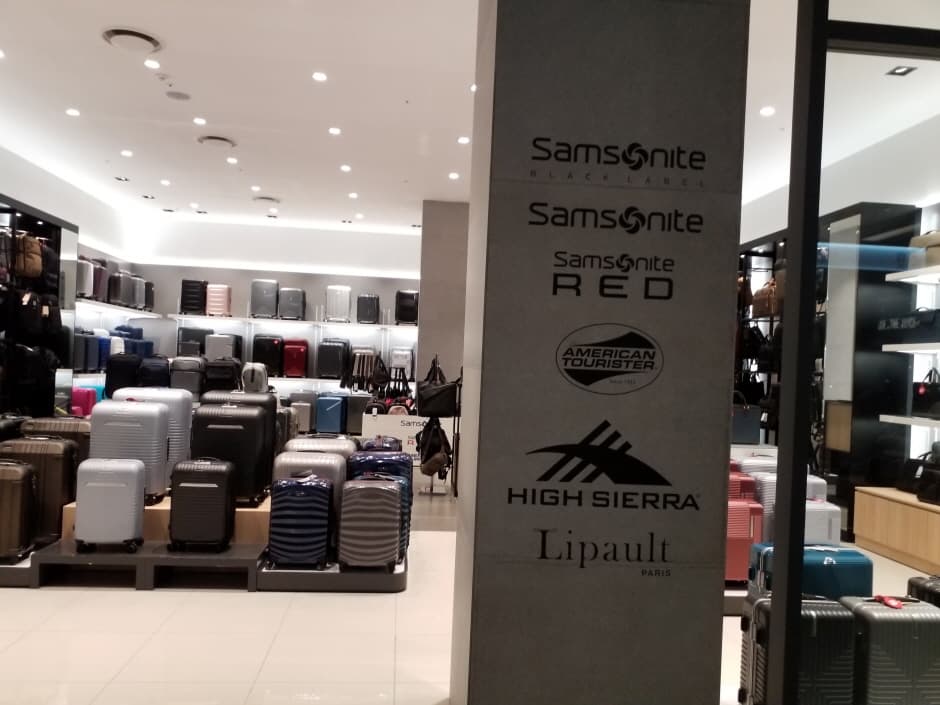 Samsonite
BLACK LABEL
Samsonite
Samsonite
RED
AMERICAN
TOURISTER
High Sierra
Lipault
PARIS